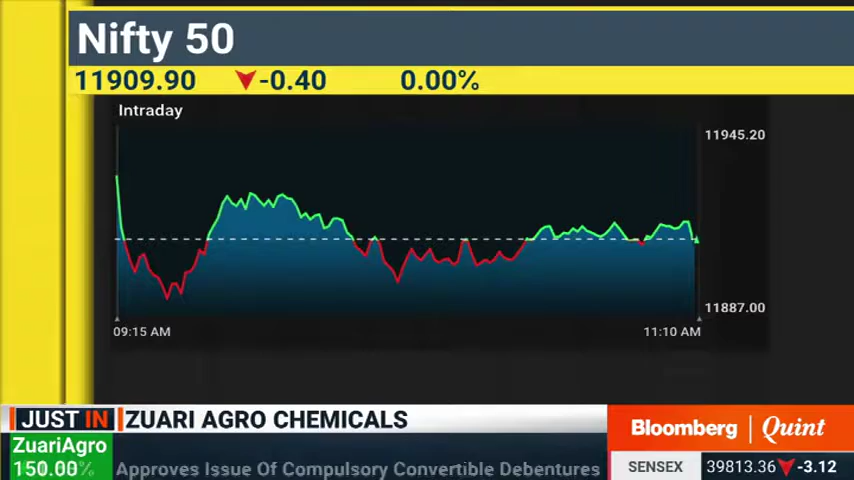 Nifty 50
11909.90 -0.40 0.00%
Intraday
11945.20
11887.00
09:15 AM 11:10 AM
JUST IN ZUARI AGRO CHEMICALS
Bloomberg | Quint
ZuariAgro
150.00
Approves Issue Of Compulsory Convertible Debentures
SENSEX 39813.36 -3.12